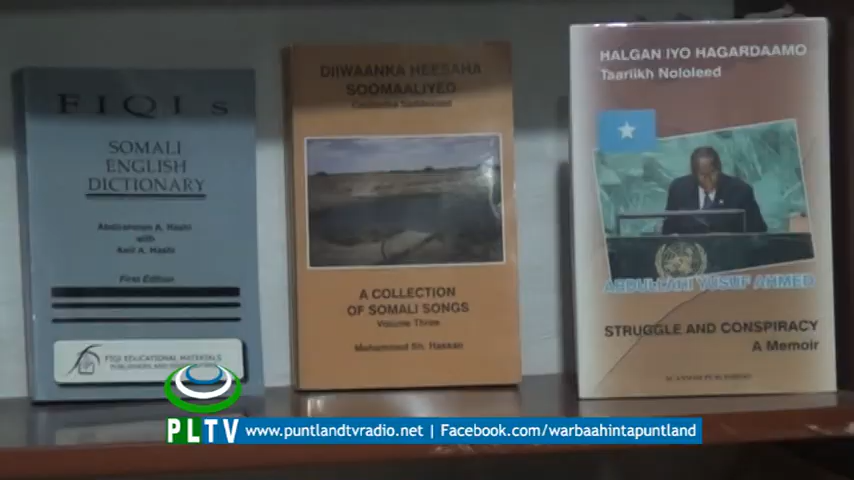 FIQI s
SOMALI
ENGLISH
DICTIONARY
Abdirahman A. Hashi
with
Amil A. Hashi
First Edition
FIQI EDUCATIONAL MATERIALS
DIIWAANKA HEESAHA
SOOMAALIYED
A COLLECTION
OF SOMALI SONGS
Volume Three
Mohammed Sh. Hassan
HALGAN IYO HAGARDAAMO
Taariikh Nololeed
ABDULLAHI YUSUF AHMED
STRUGGLE AND CONSPIRACY
A Memoir
PLTV www.puntlandtvradio.net | Facebook.com/warbaahintapuntland